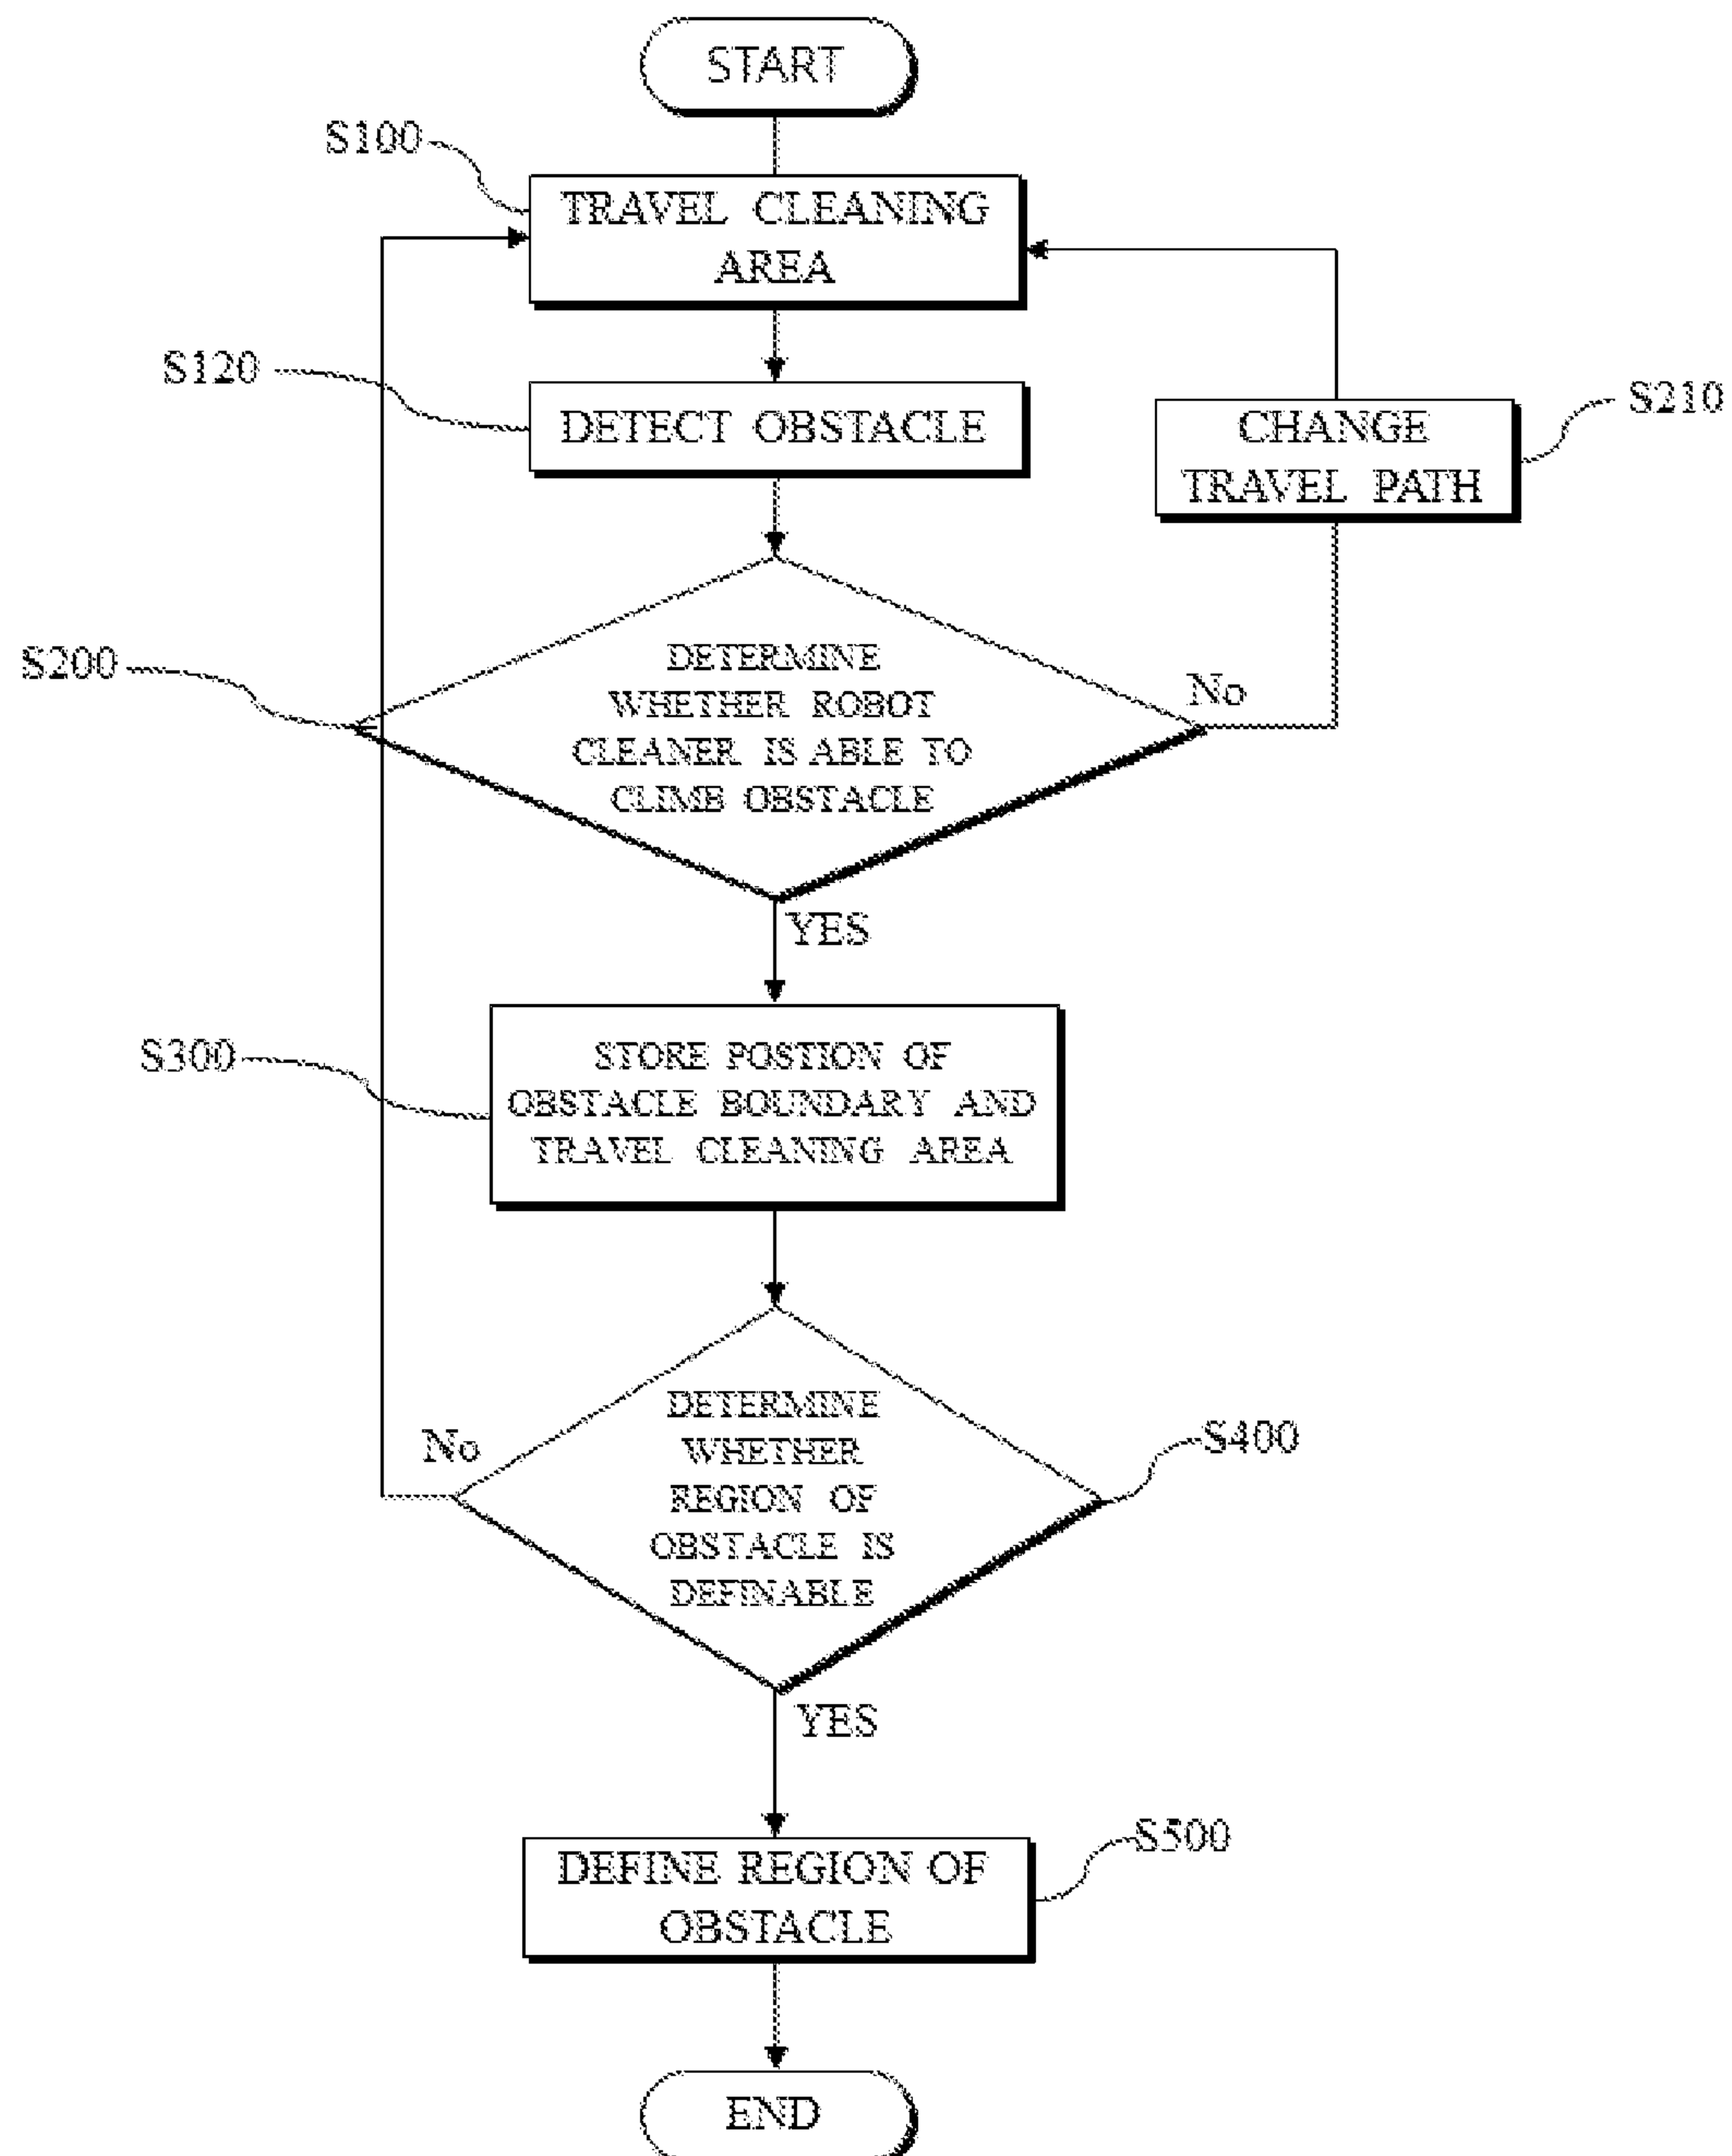 START
S100
TRAVEL CLEANING
AREA
S120
DETECT OBSTACLE
S210
CHANGE
TRAVEL PATH
S200
DETERMINE
WHETHER ROBOT
CLEANER IS ABLE TO
CLIMB OBSTACLE
No
YES
S300
STORE POSTION OF
OBSTACLE BOUNDARY AND
TRAVEL CLEANING AREA
No
DETERMINE
WHETHER
REGION OF
OBSTACLE IS
DEFINABLE
S400
YES
S500
DEFINE REGION OF
OBSTACLE
END